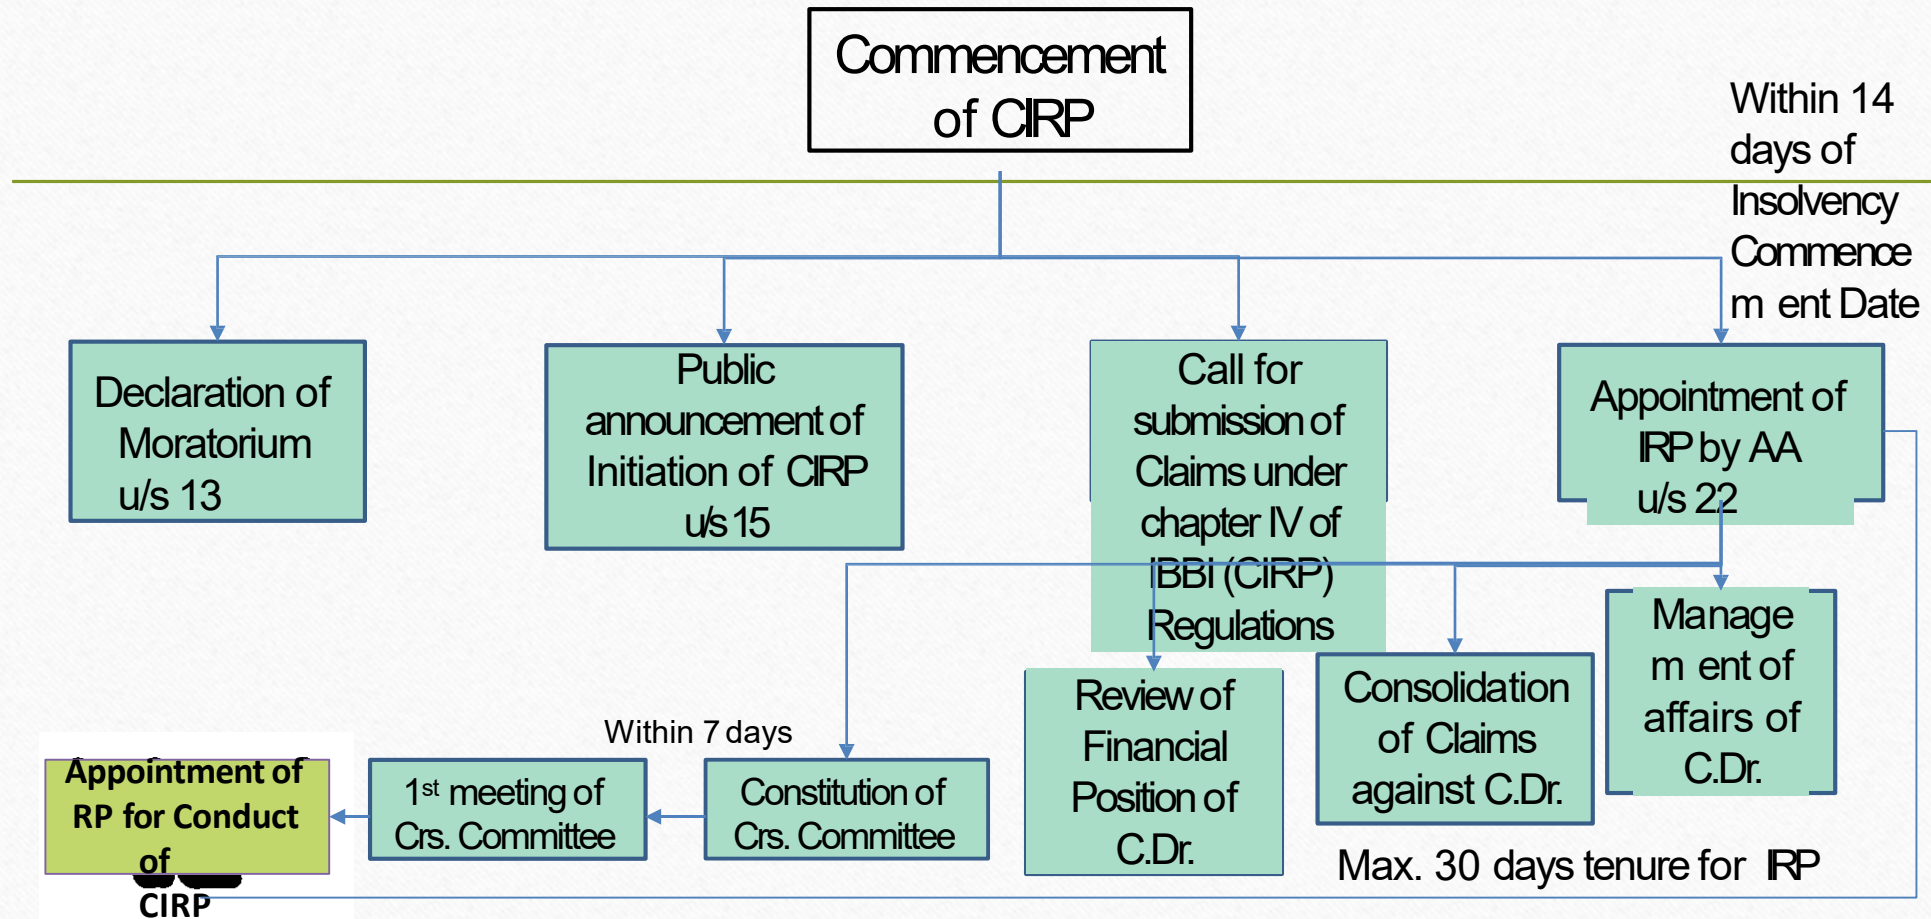 Commencement
of CIRP
Within 14
days of
Insolvency
Commence
m ent Date
Declaration of
Moratorium
u/s 13
Public
announcement of
Initiation of CIRP
u/s 15
Call for
submission of
Claims under
chapter IV of
IBBI (CIRP)
Regulations
Appointment of
IRP by AA
u/s 22
Manage
m ent of
affairs of
C.Dr.
Consolidation
of Claims
against C.Dr.
Review of
Financial
Position of
C.Dr.
Within 7 days
Constitution of
Crs. Committee
1st meeting of
Crs. Committee
Appointment of
RP for Conduct
of
CIRP
Max. 30 days tenure for IRP